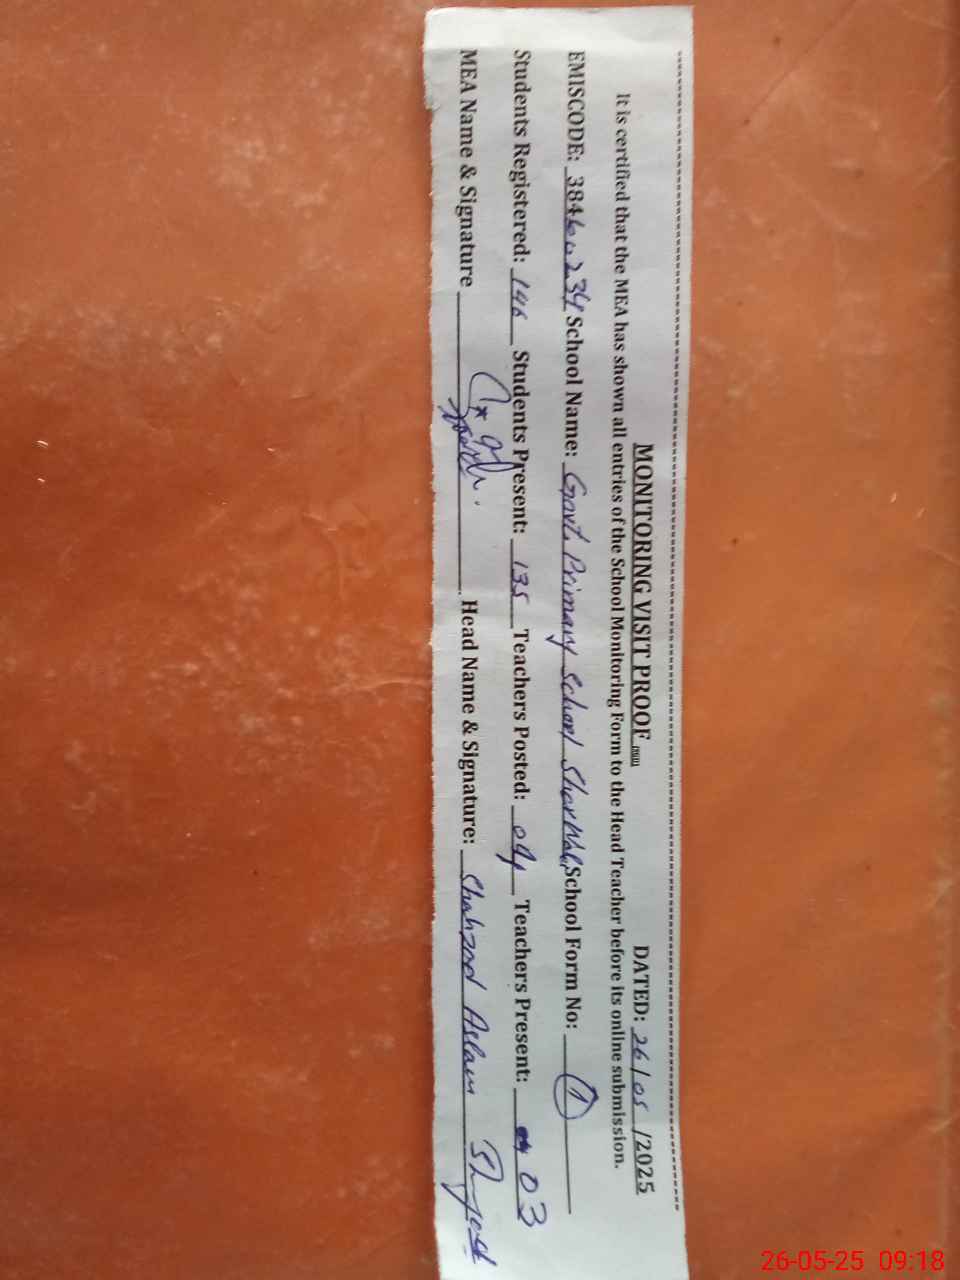 MONITORING VISIT PROOF DATED: 26/05/2025
It is certified that the MEA has shown all entries of the School Monitoring Form to the Head Teacher before its online submission.
EMISCODE: 38460234 School Name: Govt. Primary School School Form No: 1
Students Registered: 146 Students Present: 135 Teachers Posted: 04 Teachers Present: 03
MEA Name & Signature Head Name & Signature: Shahzad Aslam
26-05-25 09:18